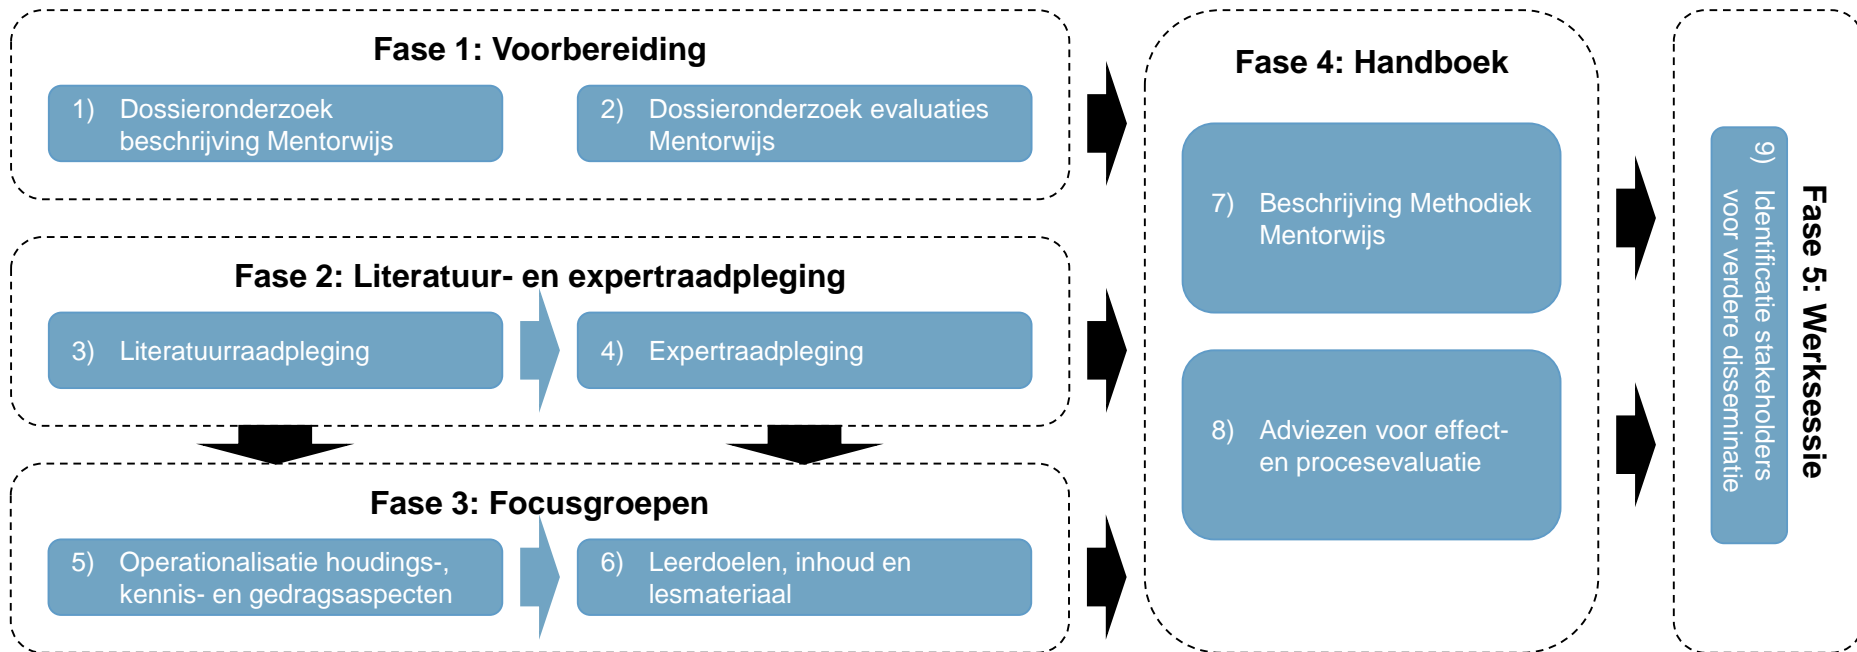 Fase 1: Voorbereiding
1) Dossieronderzoek
beschrijving Mentorwijs
2) Dossieronderzoek evaluaties
Mentorwijs
Fase 2: Literatuur- en expertraadpleging
3) Literatuurraadpleging
4) Expertraadpleging
Fase 3: Focusgroepen
5) Operationalisatie houdings-,
kennis- en gedragsaspecten
6) Leerdoelen, inhoud en
lesmateriaal
Fase 4: Handboek
7) Beschrijving Methodiek
Mentorwijs
8) Adviezen voor effect-
en procesevaluatie
Fase 5: Werksessie
9) Identificatie stakeholders
voor verdere disseminatie